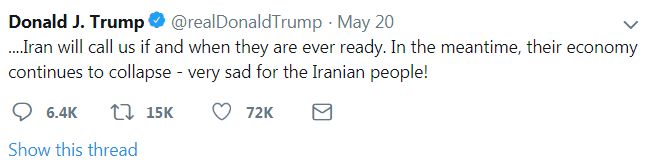 Donald J. Trump @realDonaldTrump · May 20
....Iran will call us if and when they are ever ready. In the meantime, their economy
continues to collapse - very sad for the Iranian people!
6.4K 15K 72K
Show this thread